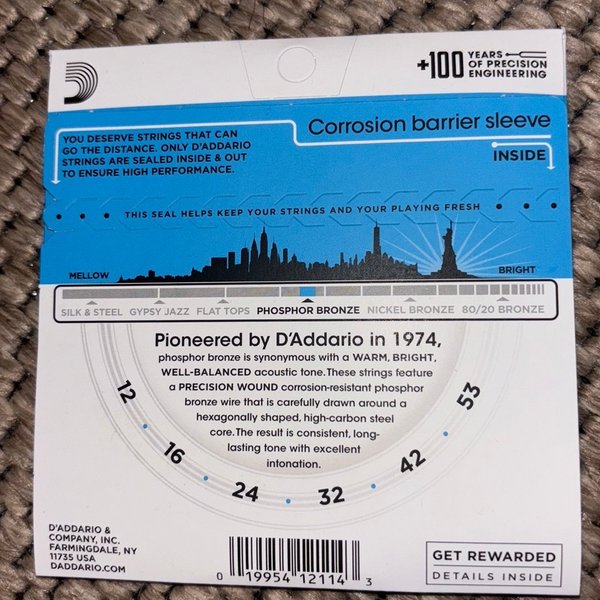 +100 YEARS OF PRECISION ENGINEERING
YOU DESERVE STRINGS THAT CAN
GO THE DISTANCE. ONLY D'ADDARIO
STRINGS ARE SEALED INSIDE & OUT
TO ENSURE HIGH PERFORMANCE.
Corrosion barrier sleeve
INSIDE
THIS SEAL HELPS KEEP YOUR STRINGS AND YOUR PLAYING FRESH
MELLOW
BRIGHT
SILK & STEEL GYPSY JAZZ FLAT TOPS PHOSPHOR BRONZE NICKEL BRONZE 80/20 BRONZE
Pioneered by D'Addario in 1974,
phosphor bronze is synonymous with a WARM, BRIGHT,
WELL-BALANCED acoustic tone. These strings feature
a PRECISION WOUND corrosion-resistant phosphor
bronze wire that is carefully drawn around a
hexagonally shaped, high-carbon steel
core. The result is consistent, long-
lasting tone with excellent
intonation.
12 • 16 • 24 • 32 • 42 • 53
D'ADDARIO &
COMPANY, INC.
FARMINGDALE, NY
11735 USA
DADDARIO.COM
0 19954 12114 3
GET REWARDED
DETAILS INSIDE